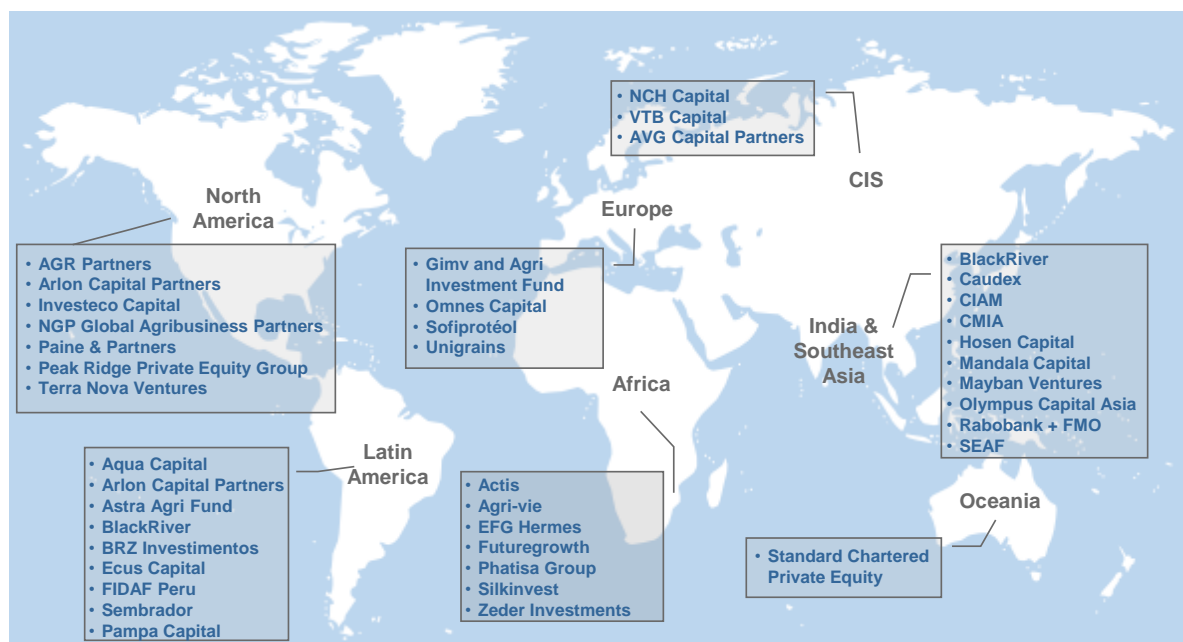 • NCH Capital
• VTB Capital
• AVG Capital Partners
CIS
North
America
• AGR Partners
• Arlon Capital Partners
• Investeco Capital
• NGP Global Agribusiness Partners
• Paine & Partners
• Peak Ridge Private Equity Group
• Terra Nova Ventures
Europe
• Gimv and Agri
Investment Fund
• Omnes Capital
• Sofiprotéol
• Unigrains
India &
Southeast
Asia
• BlackRiver
• Caudex
• CIAM
• CMIA
• Hosen Capital
• Mandala Capital
• Mayban Ventures
• Olympus Capital Asia
• Rabobank + FMO
• SEAF
Latin
America
• Aqua Capital
• Arlon Capital Partners
• Astra Agri Fund
• BlackRiver
• BRZ Investimentos
• Ecus Capital
• FIDAF Peru
• Sembrador
• Pampa Capital
Africa
• Actis
• Agri-vie
• EFG Hermes
• Futuregrowth
• Phatisa Group
• Silkinvest
• Zeder Investments
Oceania
• Standard Chartered
Private Equity